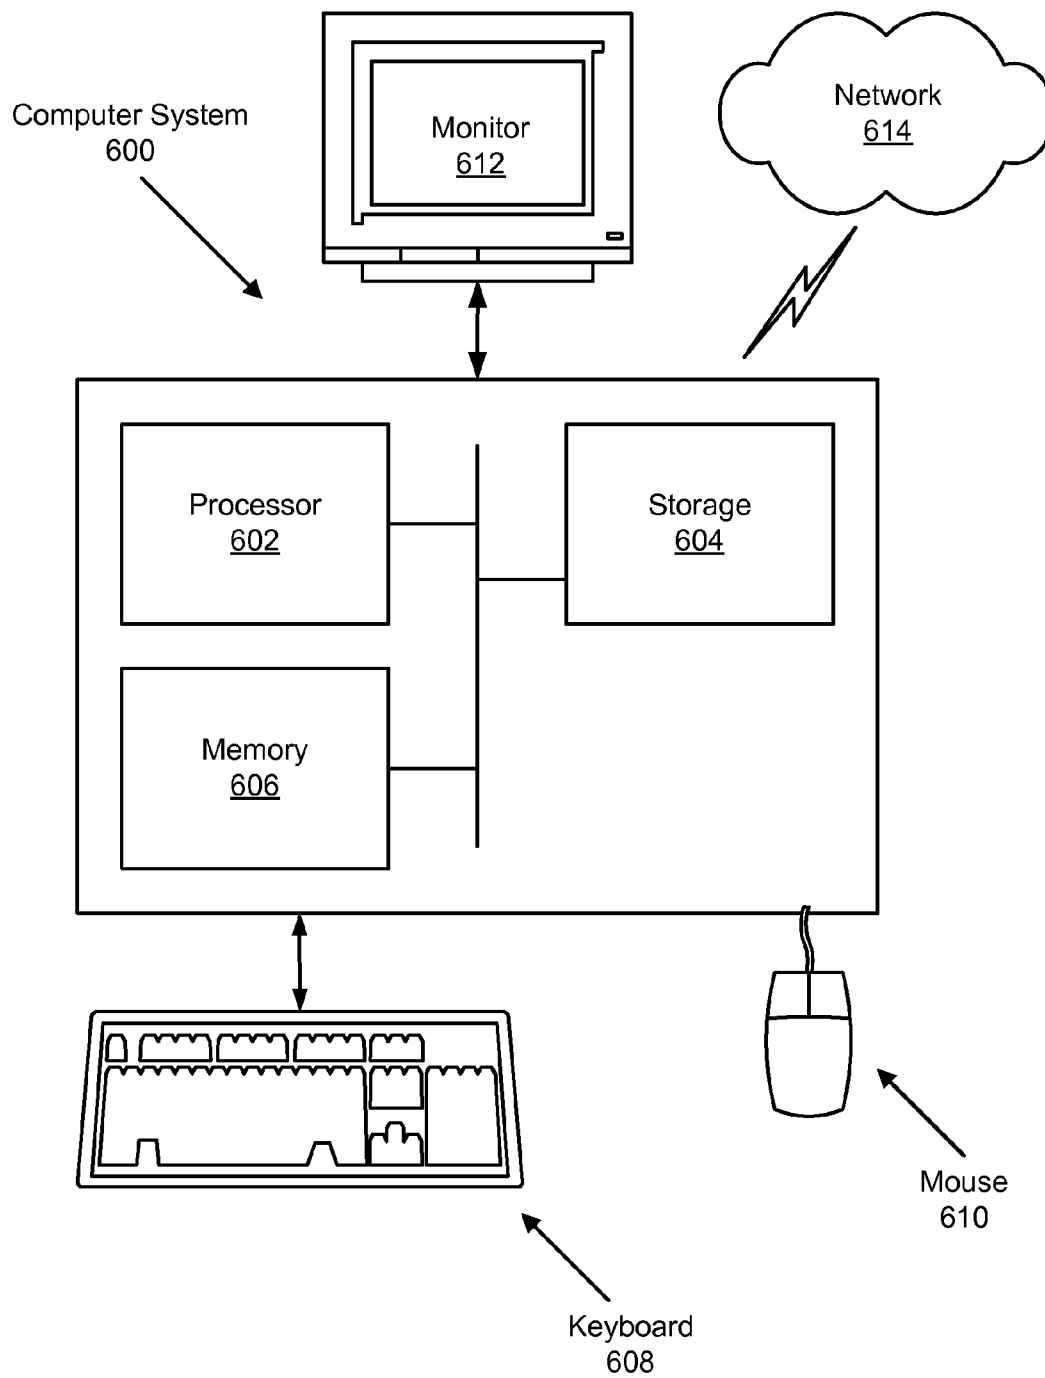 Computer System
600
Monitor
612
Network
614
Processor
602
Storage
604
Memory
606
Mouse
610
Keyboard
608